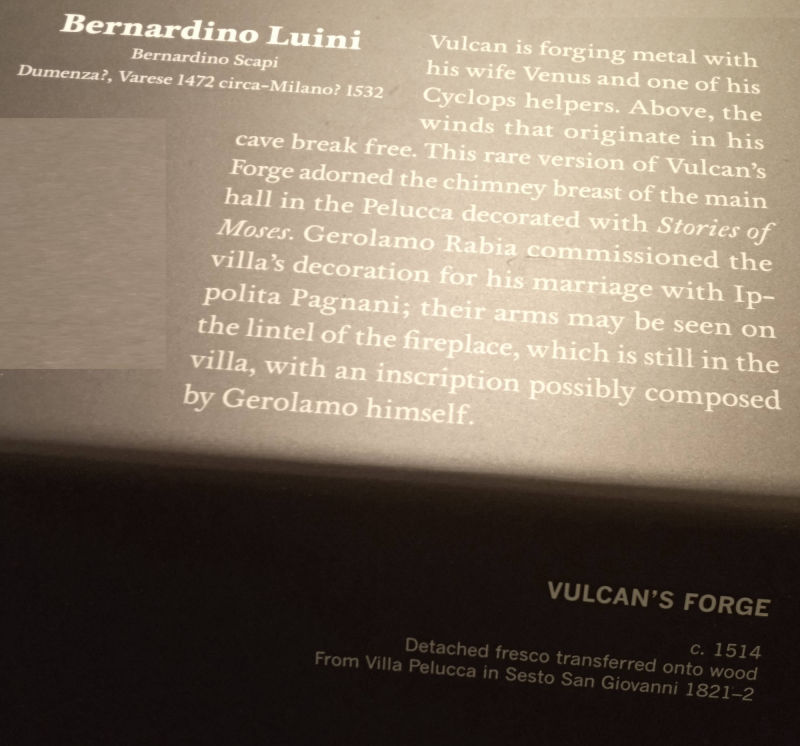 Bernardino Luini
Bernardino Scapi
Dumenza?, Varese 1472 circa-Milano? 1532
Vulcan is forging metal with
his wife Venus and one of his
Cyclops helpers. Above, the
winds that originate in his
cave break free. This rare version of Vulcan's
Forge adorned the chimney breast of the main
hall in the Pelucca decorated with Stories of
Moses. Gerolamo Rabia commissioned the
villa's decoration for his marriage with Ip-
polita Pagnani; their arms may be seen on
the lintel of the fireplace, which is still in the
villa, with an inscription possibly composed
by Gerolamo himself.
VULCAN'S FORGE
c. 1514
Detached fresco transferred onto wood
From Villa Pelucca in Sesto San Giovanni 1821–2